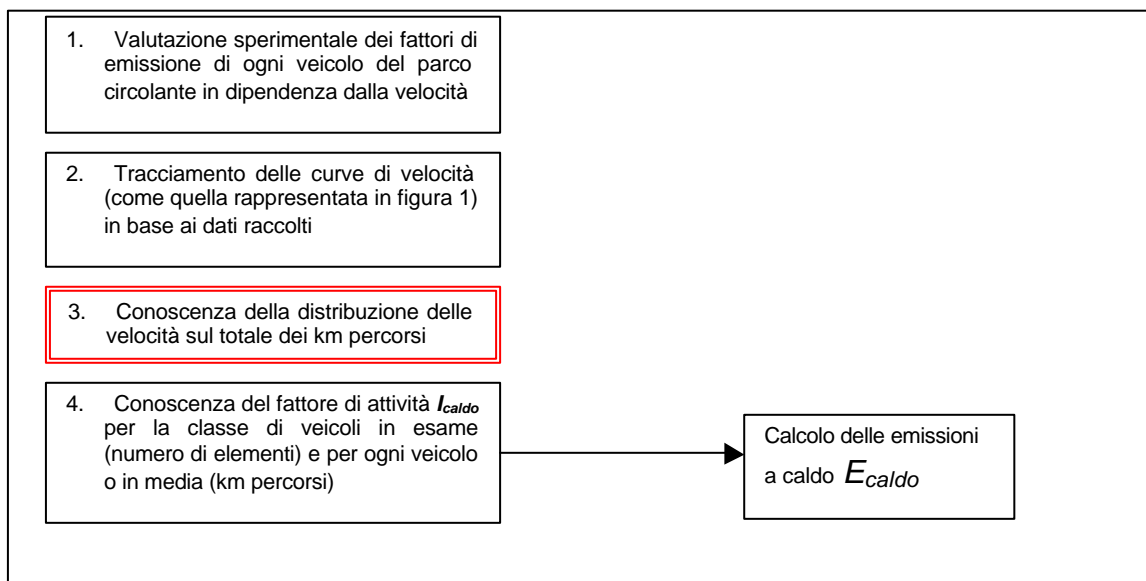 1. Valutazione sperimentale dei fattori di
emissione di ogni veicolo del parco
circolante in dipendenza dalla velocità
2. Tracciamento delle curve di velocità
(come quella rappresentata in figura 1)
in base ai dati raccolti
3. Conoscenza della distribuzione delle
velocità sul totale dei km percorsi
4. Conoscenza del fattore di attività Icaldo
per la classe di veicoli in esame
(numero di elementi) e per ogni veicolo
o in media (km percorsi)
Calcolo delle emissioni
a caldo Ecaldo